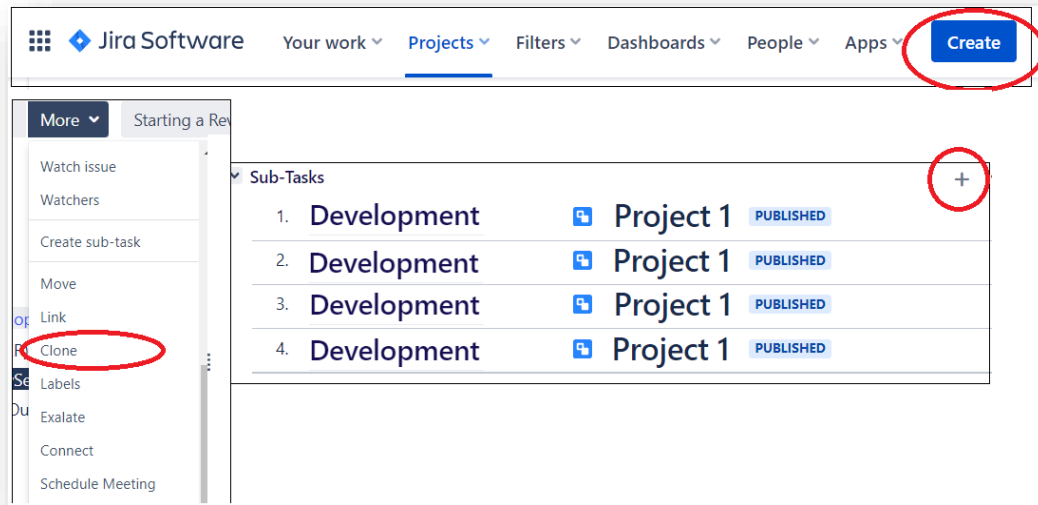 Jira Software Your work Projects Filters Dashboards People Apps Create
More Starting a Rev
Watch issue
Watchers
Create sub-task
Move
Link
Clone
Labels
Exalate
Connect
Schedule Meeting
Sub-Tasks +
1. Development Project 1 PUBLISHED
2. Development Project 1 PUBLISHED
3. Development Project 1 PUBLISHED
4. Development Project 1 PUBLISHED